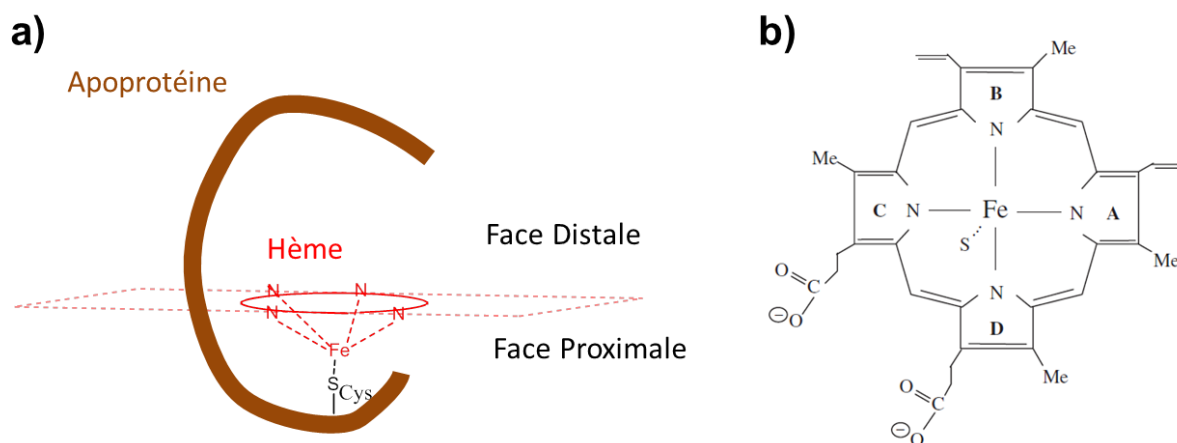 a)
Apoprotéine
Hème
Face Distale
N
N
N
N
Fe
Face Proximale
S
Cys
b)
Me
B
N
Me
C
N
Fe
N
A
S
Me
O
C
O
N
D
Me
O
C
O